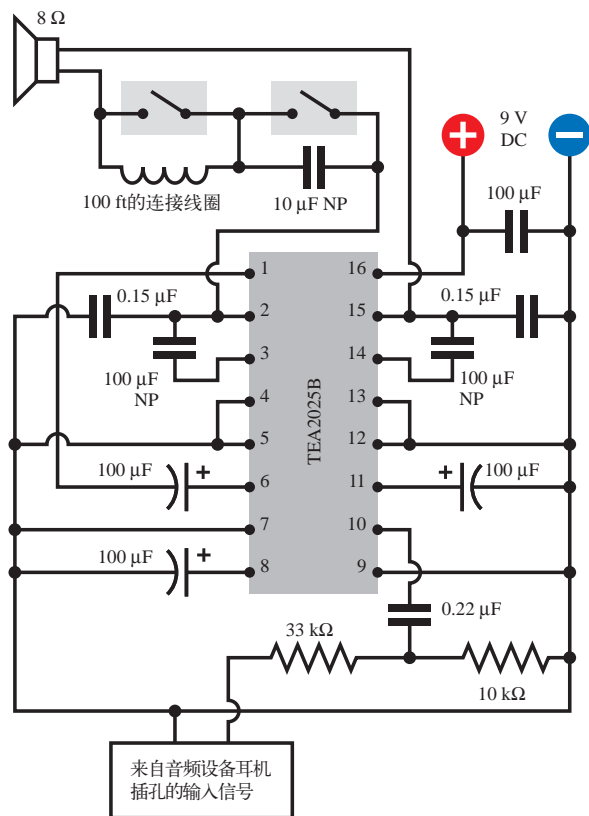 8 Ω
9 V
DC
100 ft的连接线圈
10 μF NP
100 μF
1
16
0.15 μF
2
15
0.15 μF
3
14
100 μF
NP
100 μF
NP
TEA2025B
4
13
5
12
100 μF
+
6
11
+
100 μF
7
10
100 μF
+
8
9
0.22 μF
33 kΩ
10 kΩ
来自音频设备耳机
插孔的输入信号